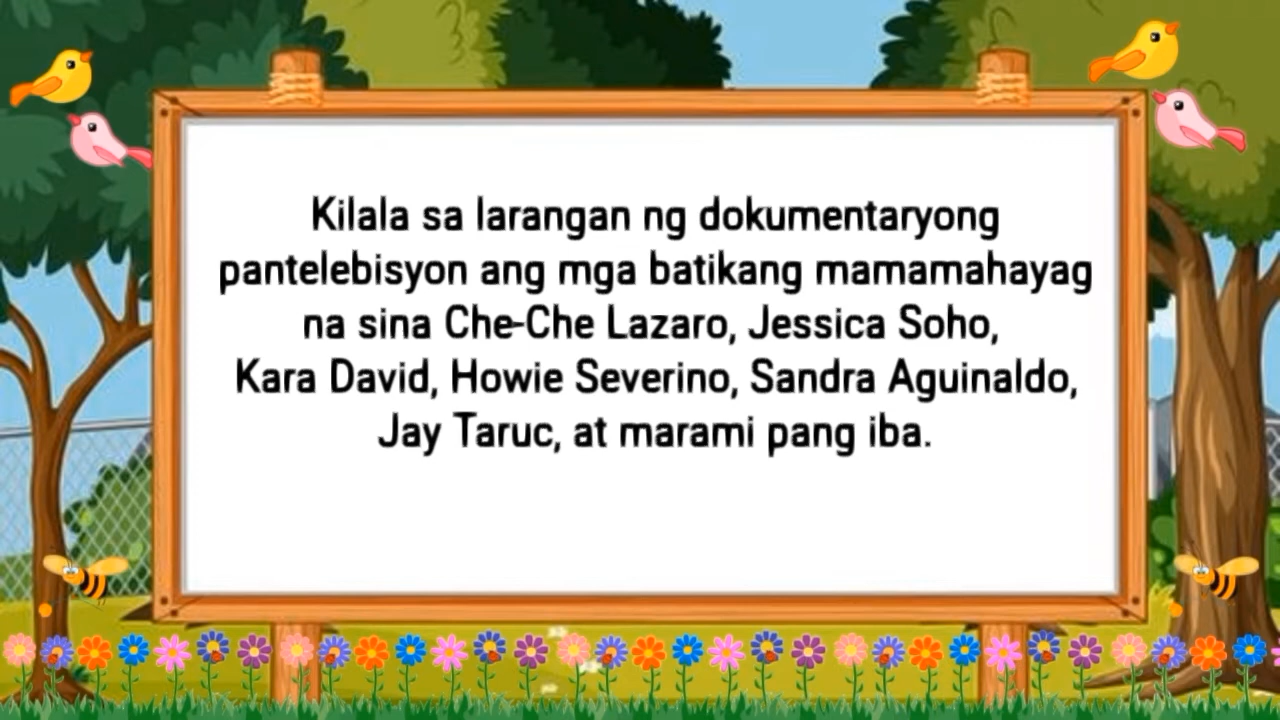 Kilala sa larangan ng dokumentaryong
pantelebisyon ang mga batikang mamamahayag
na sina Che-Che Lazaro, Jessica Soho,
Kara David, Howie Severino, Sandra Aguinaldo,
Jay Taruc, at marami pang iba.